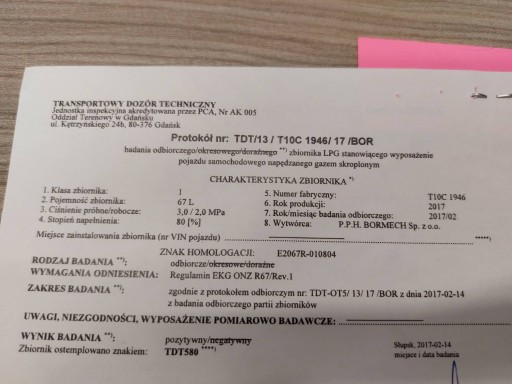 TRANSPORTOWY DOZÓR TECHNICZNY
Jednostka inspekcyjna akredytowana przez PCA, Nr AK 005
Oddział Terenowy w Gdańsku
ul. Kętrzyńskiego 24b, 80-376 Gdańsk
Protokół nr: TDT/13 / T10C 1946/ 17 /BOR
badania odbiorczego/okresowego/doraźnego **) zbiornika LPG stanowiącego wyposażenie
pojazdu samochodowego napędzanego gazem skroplonym
CHARAKTERYSTYKA ZBIORNIKA *)
1. Klasa zbiornika: 1 5. Numer fabryczny: T10C 1946
2. Pojemność zbiornika: 67 L 6. Rok produkcji: 2017
3. Ciśnienie próbne/robocze: 3,0 / 2,0 MPa 7. Rok/miesiąc badania odbiorczego: 2017/02
4. Stopień napełnienia: 80 [%] 8. Wytwórca: P.P.H. BORMECH Sp. z o.o.
Miejsce zainstalowania zbiornika (nr VIN pojazdu) ****)
ZNAK HOMOLOGACJI: E2067R-010804
RODZAJ BADANIA **): odbiorcze/okresowe/doraźne
WYMAGANIA ODNIESIENIA: Regulamin EKG ONZ R67/Rev.1
ZAKRES BADANIA **): zgodnie z protokołem odbiorczym nr: TDT-OT5/ 13/ 17 /BOR z dnia 2017-02-14
z badania odbiorczego partii zbiorników
UWAGI, NIEZGODNOŚCI, WYPOSAŻENIE POMIAROWO BADAWCZE:
WYNIK BADANIA **): pozytywny/negatywny
Zbiornik ostemplowano znakiem: TDT580 ****)
Słupsk, 2017-02-14
miejsce i data badania